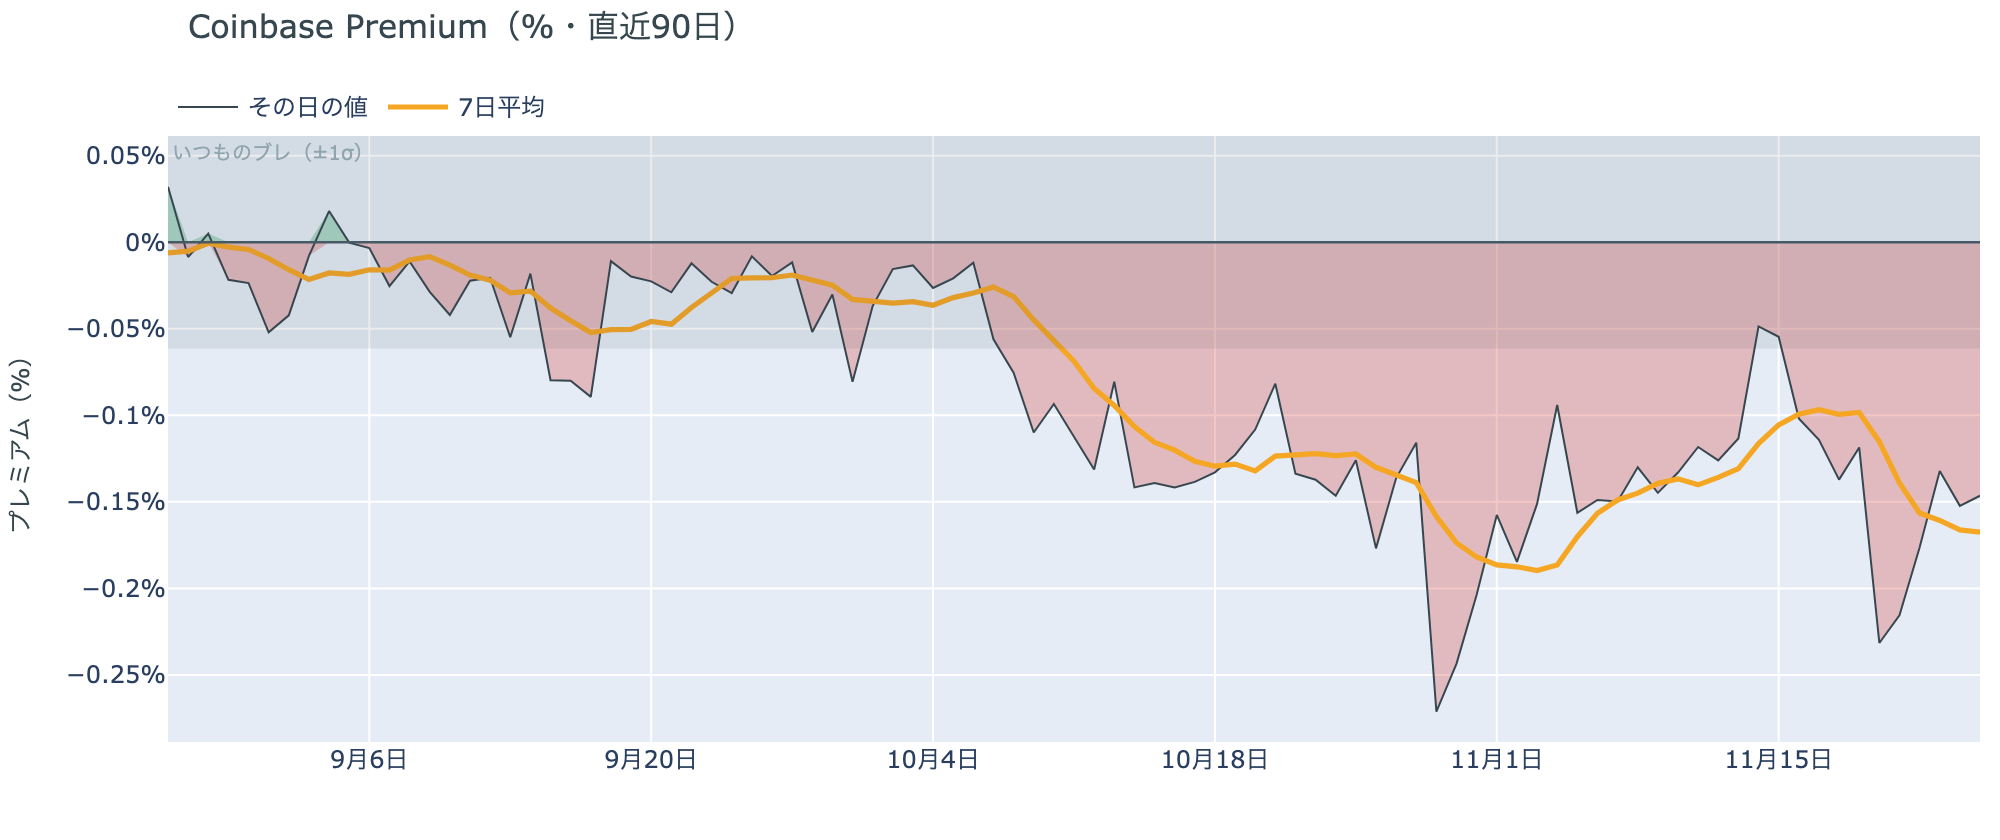 Coinbase Premium（%・直近90日）
その日の値 7日平均
いつものブレ（±1σ）
0.05%
0%
−0.05%
−0.1%
−0.15%
−0.2%
−0.25%
プレミアム（%）
9月6日 9月20日 10月4日 10月18日 11月1日 11月15日